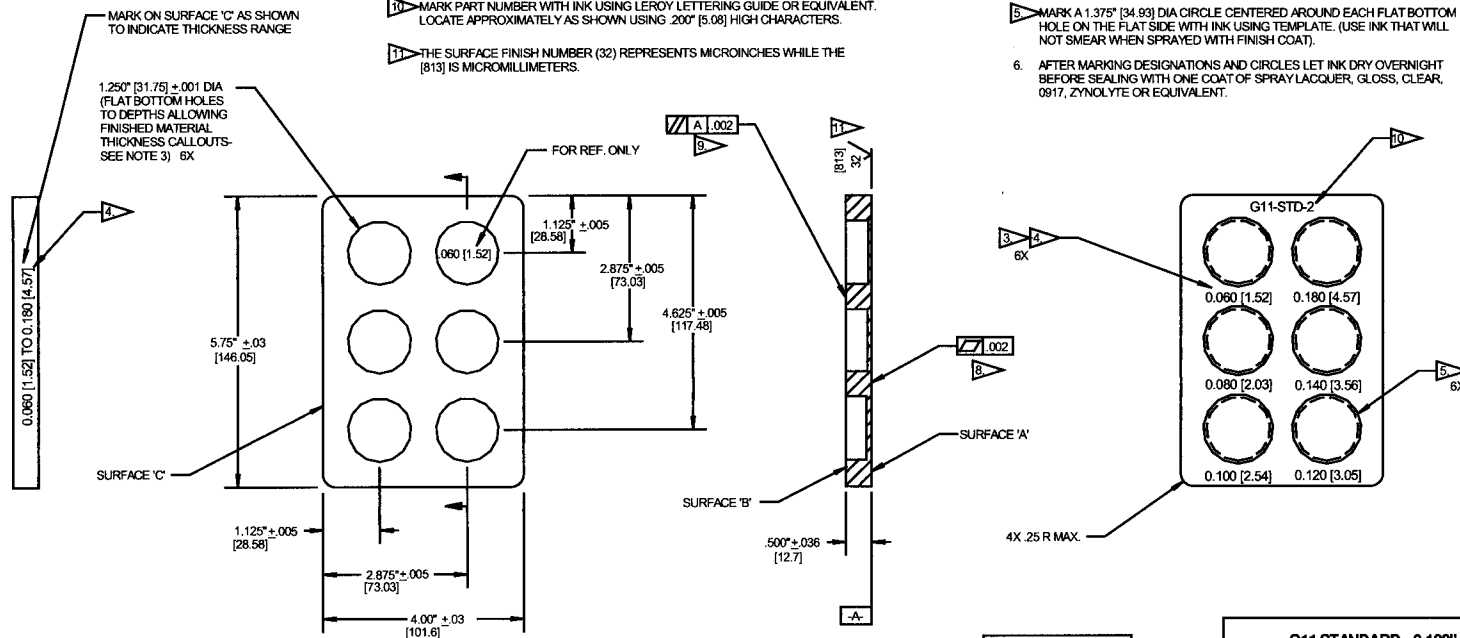 MARK ON SURFACE 'C' AS SHOWN
TO INDICATE THICKNESS RANGE
10. MARK PART NUMBER WITH INK USING LEROY LETTERING GUIDE OR EQUIVALENT.
LOCATE APPROXIMATELY AS SHOWN USING .200" [5.08] HIGH CHARACTERS.
11 THE SURFACE FINISH NUMBER (32) REPRESENTS MICROINCHES WHILE THE
[813] IS MICROMILLIMETERS.
5. MARK A 1.375" [34.93] DIA CIRCLE CENTERED AROUND EACH FLAT BOTTOM
HOLE ON THE FLAT SIDE WITH INK USING TEMPLATE. (USE INK THAT WILL
NOT SMEAR WHEN SPRAYED WITH FINISH COAT).
6. AFTER MARKING DESIGNATIONS AND CIRCLES LET INK DRY OVERNIGHT
BEFORE SEALING WITH ONE COAT OF SPRAY LACQUER, GLOSS, CLEAR,
0917, ZYNOLYTE OR EQUIVALENT.
1.250" [31.75] ±.001 DIA
(FLAT BOTTOM HOLES
TO DEPTHS ALLOWING
FINISHED MATERIAL
THICKNESS CALLOUTS-
SEE NOTE 3) 6X
4.
0.060 [1.52] TO 0.180 [4.57]
FOR REF. ONLY
.060 [1.52]
1.125" ±.005
[28.58]
2.875" ±.005
[73.03]
4.625" ±.005
[117.48]
5.75" ±.03
[146.05]
SURFACE 'C'
1.125" ±.005
[28.58]
2.875" ±.005
[73.03]
4.00" ±.03
[101.6]
// A .002
9.
11
[813]
32
.002
8.
SURFACE 'A'
SURFACE 'B'
.500" ±.036
[12.7]
-A-
10
G11-STD-2
3. 4.
6X
0.060 [1.52] 0.180 [4.57]
0.080 [2.03] 0.140 [3.56]
5.
6X
0.100 [2.54] 0.120 [3.05]
4X .25 R MAX.